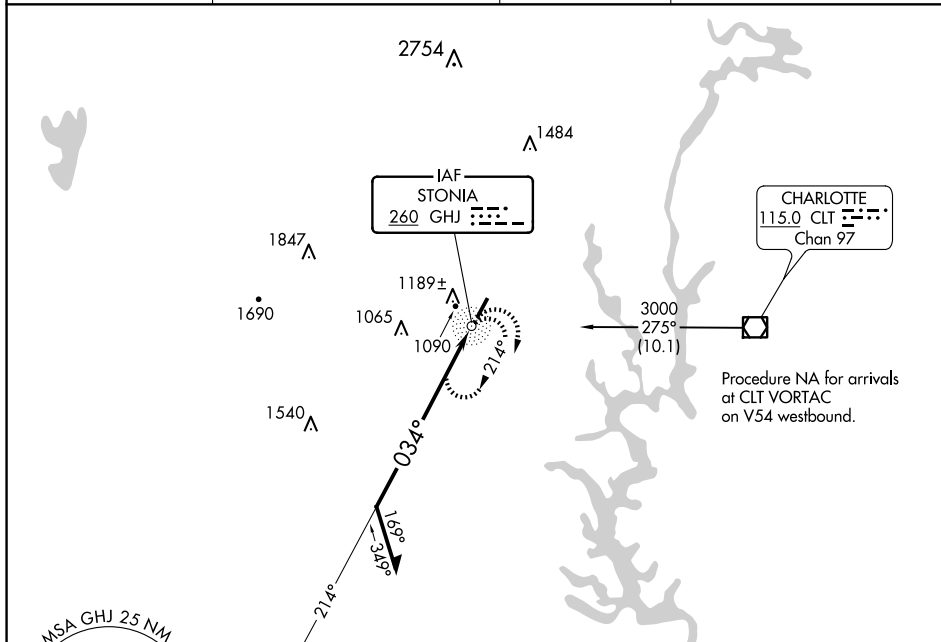 2754
1484
IAF
STONIA
260 GHJ
CHARLOTTE
115.0 CLT
Chan 97
1847
1189±
1690
1065
1090
3000
275°
(10.1)
214°
Procedure NA for arrivals
at CLT VORTAC
on V54 westbound.
1540
034°
169°
349°
214°
MSA GHJ 25 NM